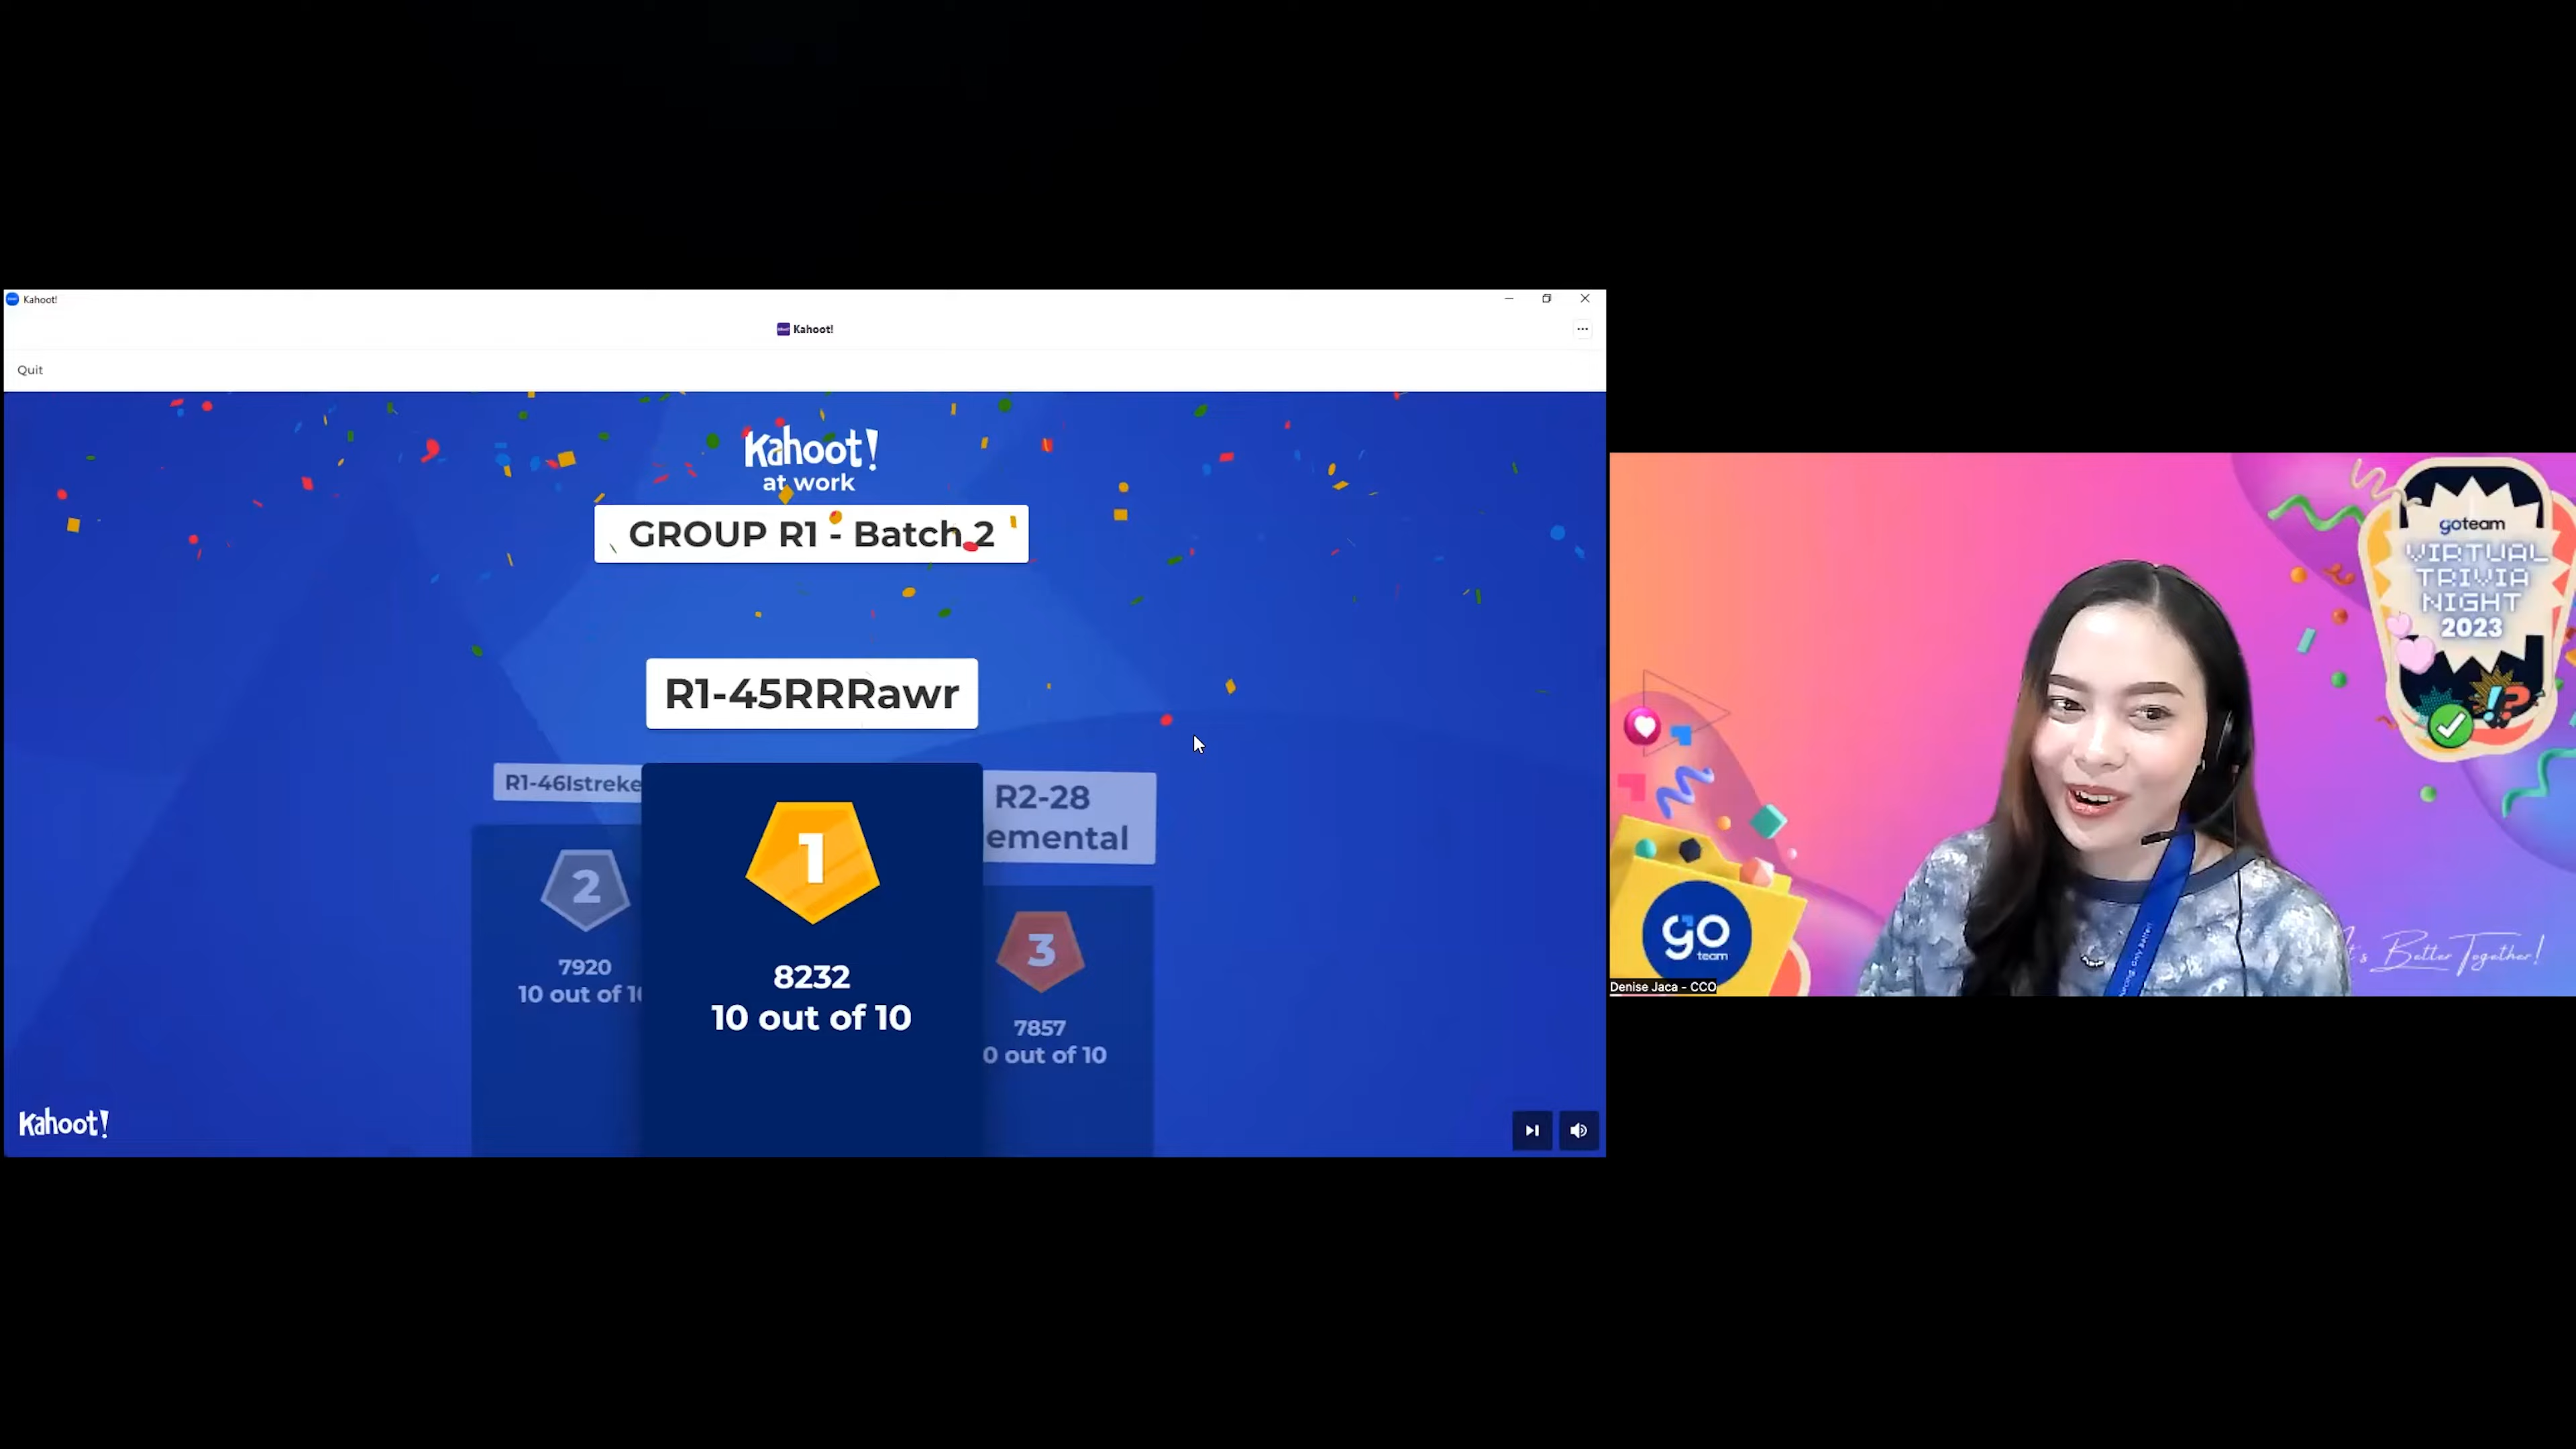 Kahoot!
Kahoot!
Quit
Kahoot!
at work
GROUP R1 - Batch 2
R1-45RRRawr
R1-46Istreke
R2-28
emental
1
2
3
8232
10 out of 10
7920
10 out of 1
7857
0 out of 10
Kahoot!
goteam
VIRTUAL
TRIVIA
NIGHT
2023
!?
go
team
Better Together!
Denise Jaca - CCO